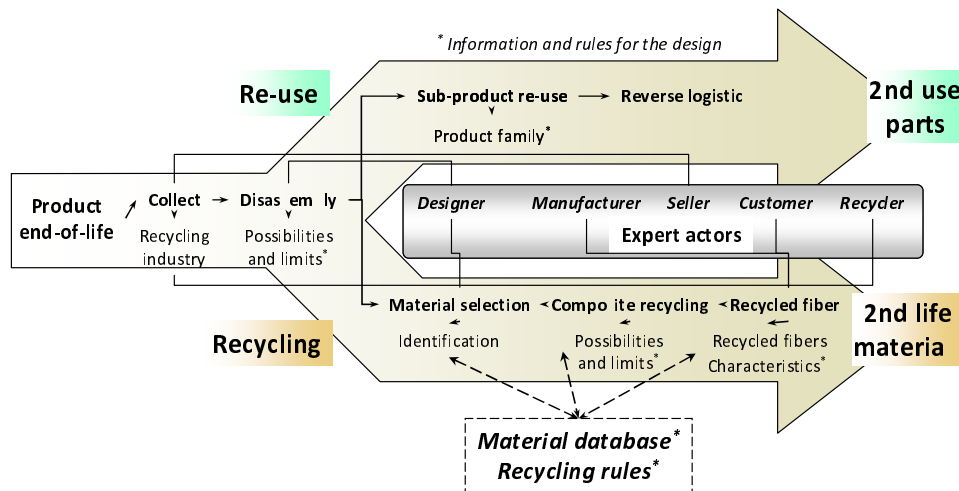 * Information and rules for the design
Re-use
Sub-product re-use
Reverse logistic
2nd use
parts
Product family*
Product
end-of-life
Collect
Disas em ly
Recycling
industry
Possibilities
and limits*
Designer
Manufacturer
Seller
Customer
Recycler
Expert actors
Material selection
Compo ite recycling
Recycled fiber
2nd life
materia
Recycling
Identification
Possibilities
and limits*
Recycled fibers
Characteristics*
Material database*
Recycling rules*